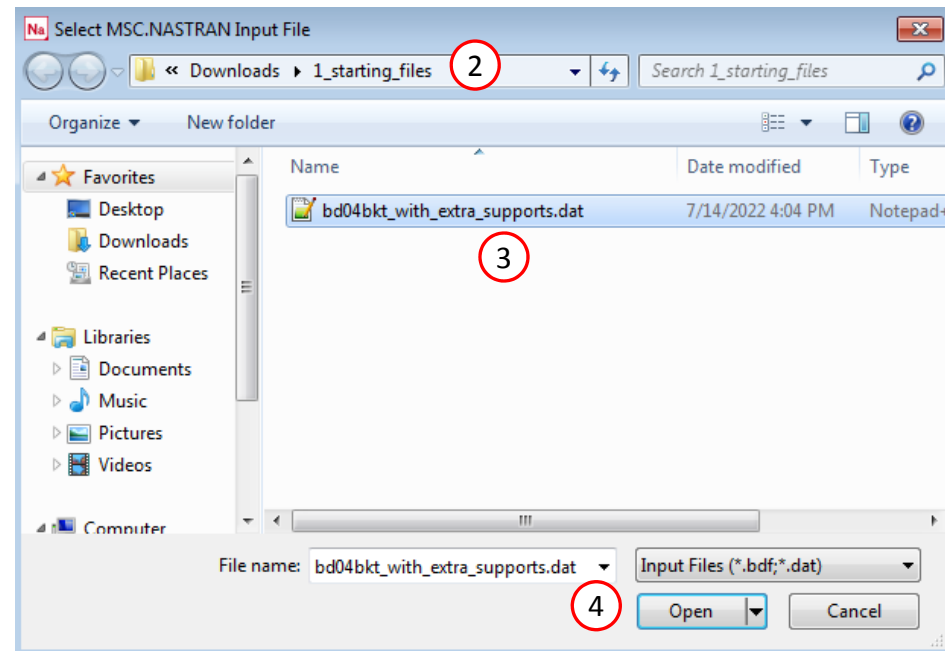 Na Select MSC.NASTRAN Input File
« Downloads 1_starting_files 2 Search 1_starting_files
Organize New folder
Favorites
Desktop
Downloads
Recent Places
Libraries
Documents
Music
Pictures
Videos
Computer
Name Date modified Type
bd04bkt_with_extra_supports.dat 7/14/2022 4:04 PM Notepad+
3
File name: bd04bkt_with_extra_supports.dat Input Files (*.bdf;*.dat)
4 Open Cancel